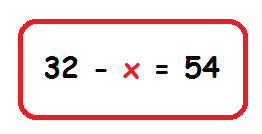 32 - x = 54